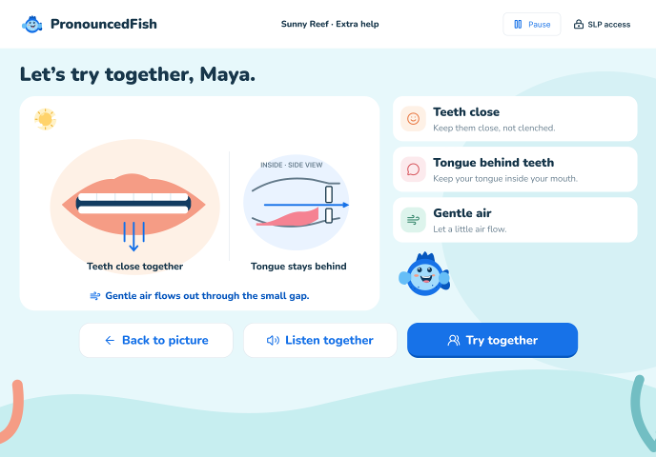 PronouncedFish
Sunny Reef · Extra help
Pause
SLP access
Let's try together, Maya.
INSIDE · SIDE VIEW
Teeth close together
Tongue stays behind
Gentle air flows out through the small gap.
Teeth close
Keep them close, not clenched.
Tongue behind teeth
Keep your tongue inside your mouth.
Gentle air
Let a little air flow.
Back to picture
Listen together
Try together